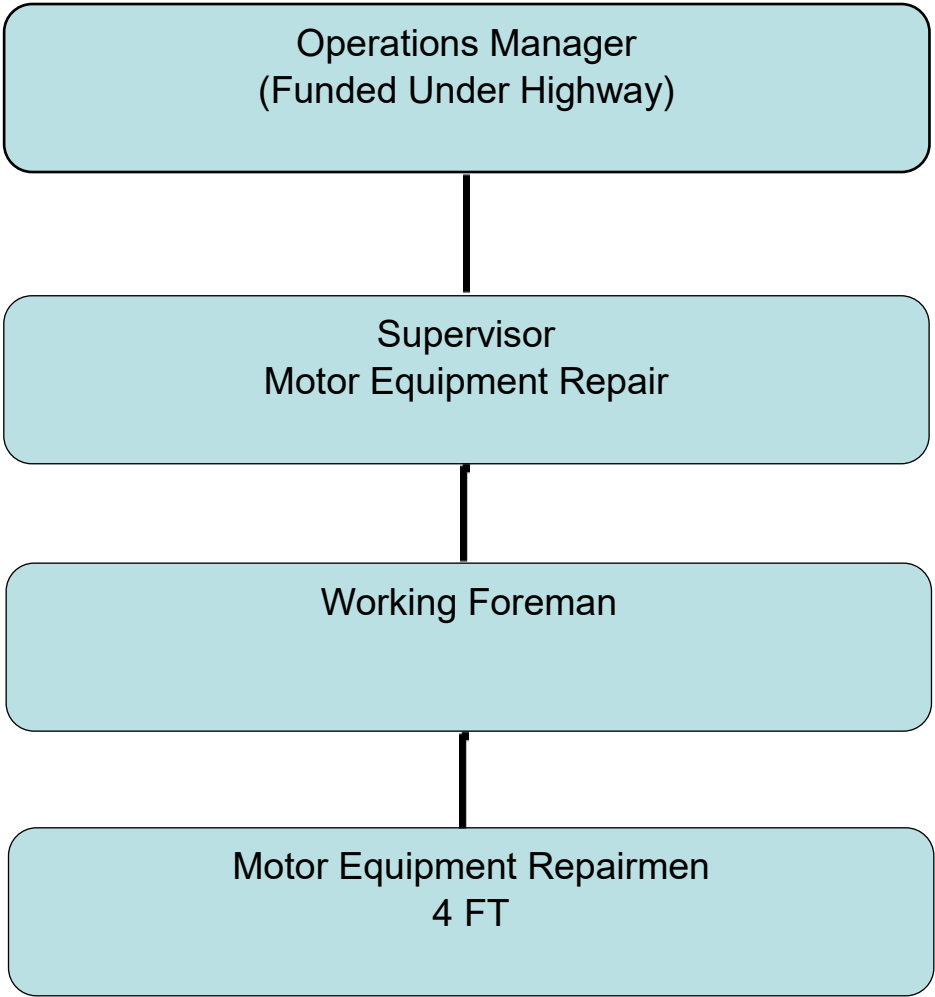 Operations Manager
(Funded Under Highway)
Supervisor
Motor Equipment Repair
Working Foreman
Motor Equipment Repairmen
4 FT